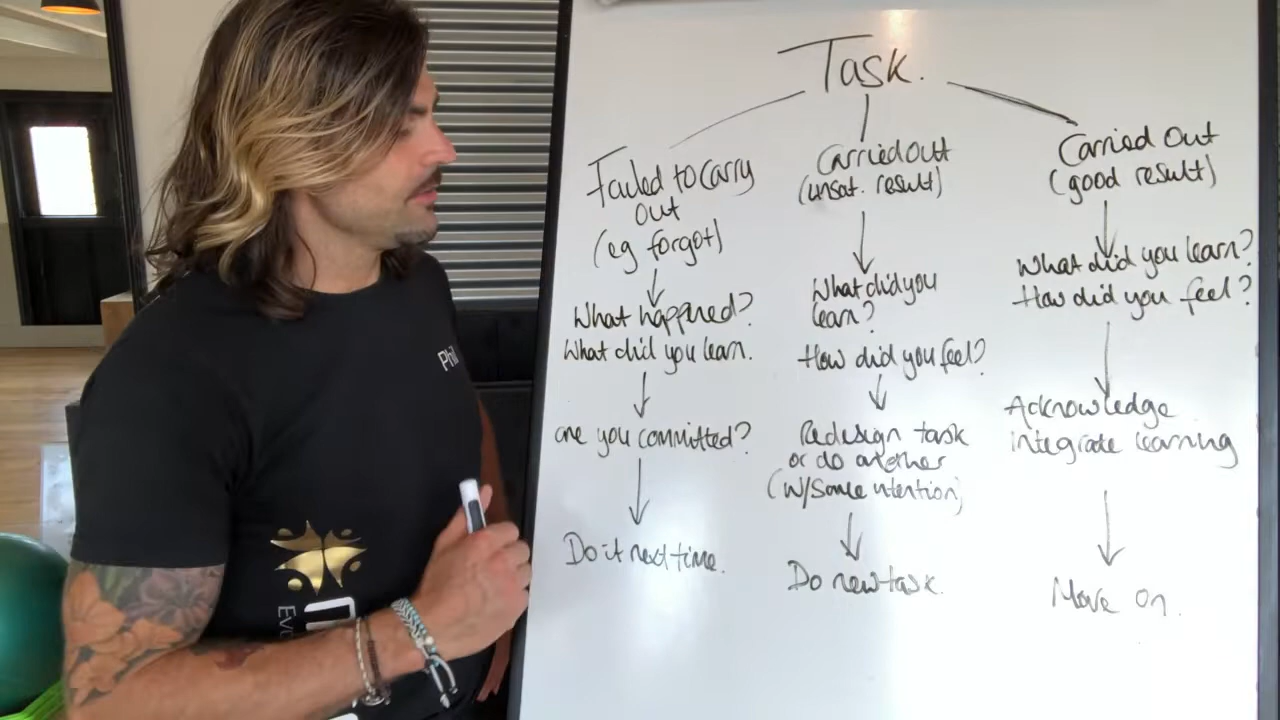 Task.
Failed to carry
out
(eg forgot)
What happened?
What did you learn.
are you committed?
Do it next time.
Carried out
(unsat. result)
What did you
learn?
How did you feel?
Redesign task
or do another
(w/same intention)
Do new task.
Carried Out
(good result)
What did you learn?
How did you feel?
Acknowledge
integrate learning
Move on.
Phil